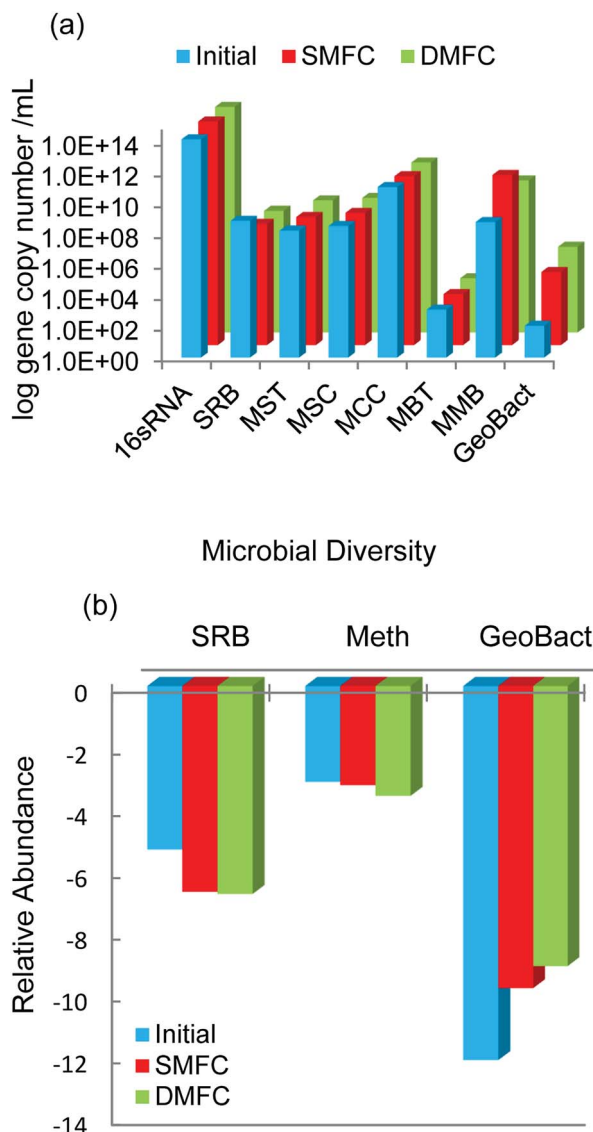 (a)
Initial SMFC DMFC
log gene copy number /mL
1.0E+14
1.0E+12
1.0E+10
1.0E+08
1.0E+06
1.0E+04
1.0E+02
1.0E+00
16sRNA SRB MST MSC MCC MBT MMB GeoBact
Microbial Diversity
(b)
SRB Meth GeoBact
Relative Abundance
0
-2
-4
-6
-8
-10
-12
-14
Initial
SMFC
DMFC